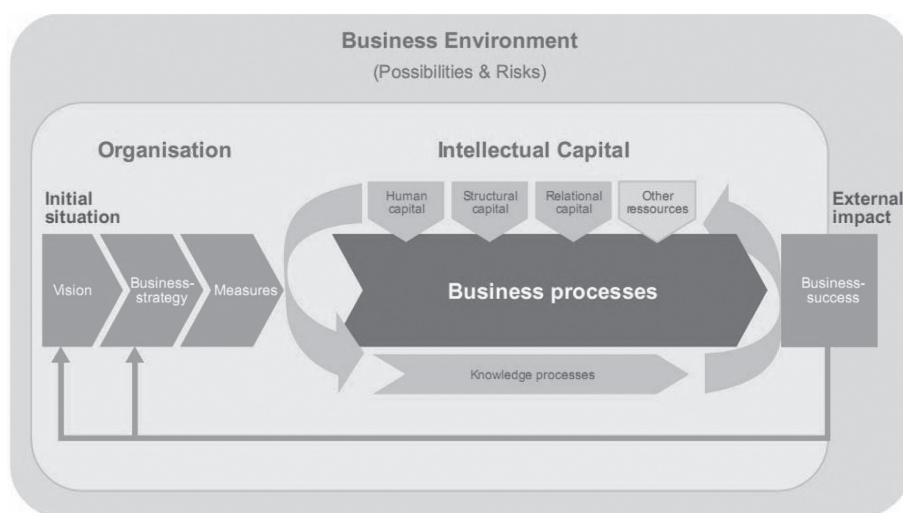 Business Environment
(Possibilities & Risks)
Organisation
Intellectual Capital
Initial
situation
Human
capital
Structural
capital
Relational
capital
Other
ressources
External
impact
Vision
Business-
strategy
Measures
Business processes
Business-
success
Knowledge processes